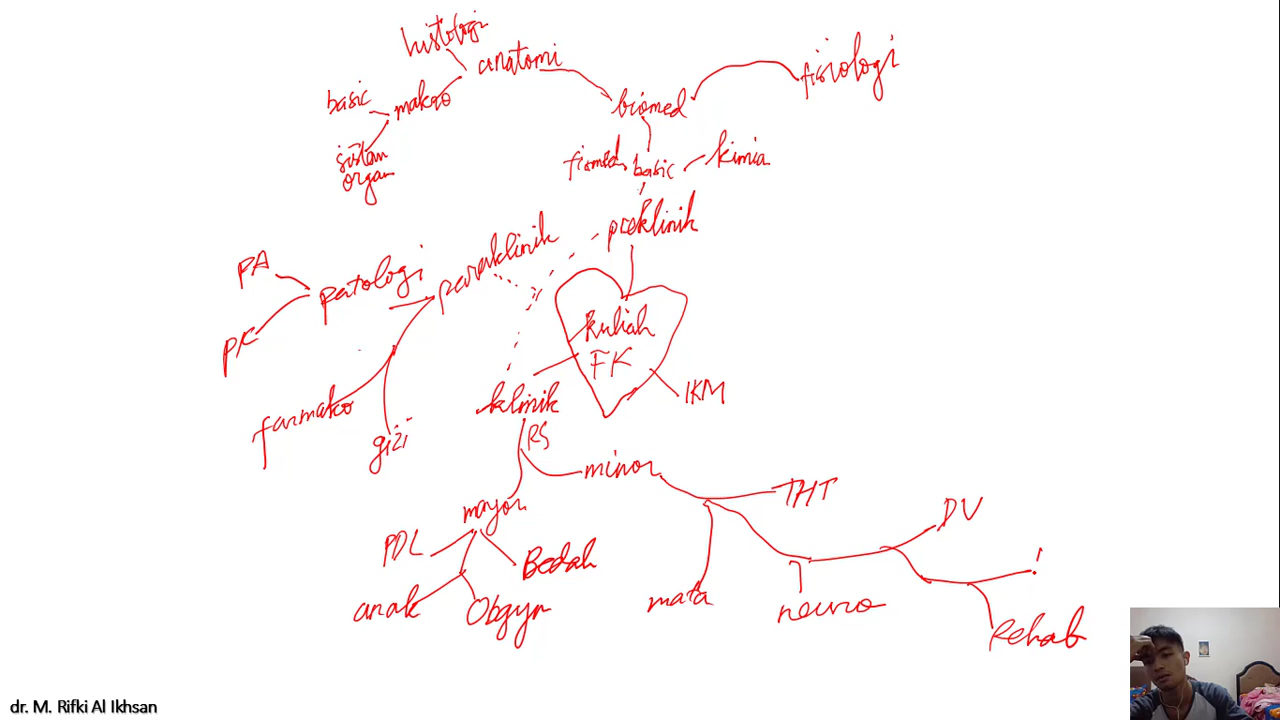 histologi
anatomi
fisiologi
basic
makro
biomed
sistem
organ
fismed
basic
kimia
preklinik
paraklinik
PA
patologi
PK
kuliah
FK
klinik
IKM
farmako
gizi
RS
minor
mayor
THT
DV
PDL
Bedah
anak
Obgyn
mata
neuro
Rehab
dr. M. Rifki Al Ikhsan